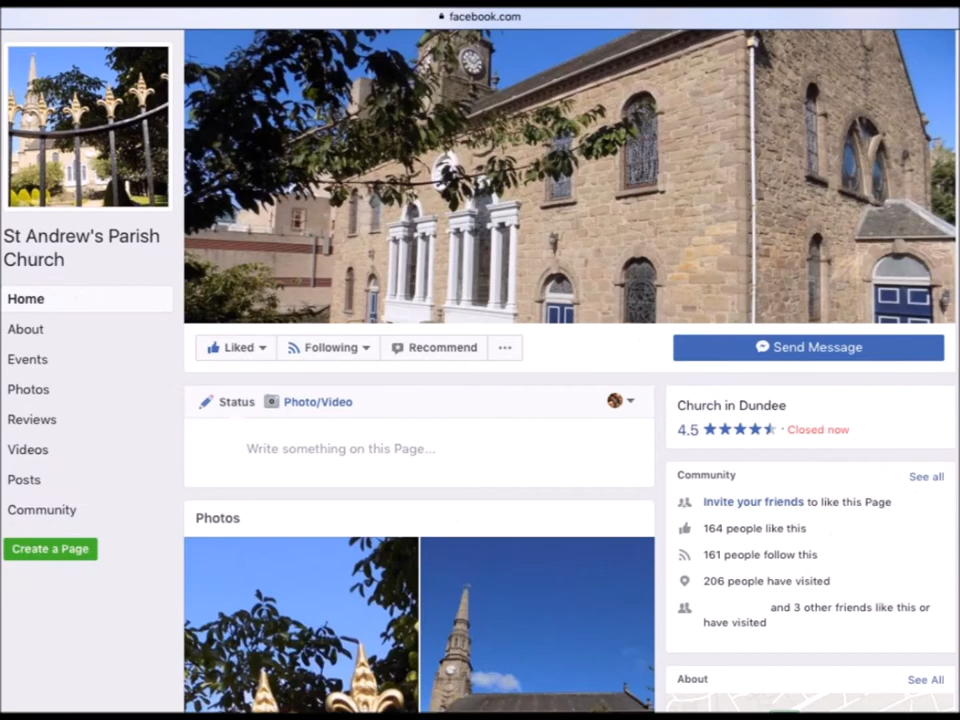 facebook.com
St Andrew's Parish
Church
Home
About
Events
Photos
Reviews
Videos
Posts
Community
Create a Page
Liked
Following
Recommend
Send Message
Status
Photo/Video
Write something on this Page...
Photos
Church in Dundee
4.5 ★★★★ · Closed now
Community
See all
Invite your friends to like this Page
164 people like this
161 people follow this
206 people have visited
and 3 other friends like this or
have visited
About
See All